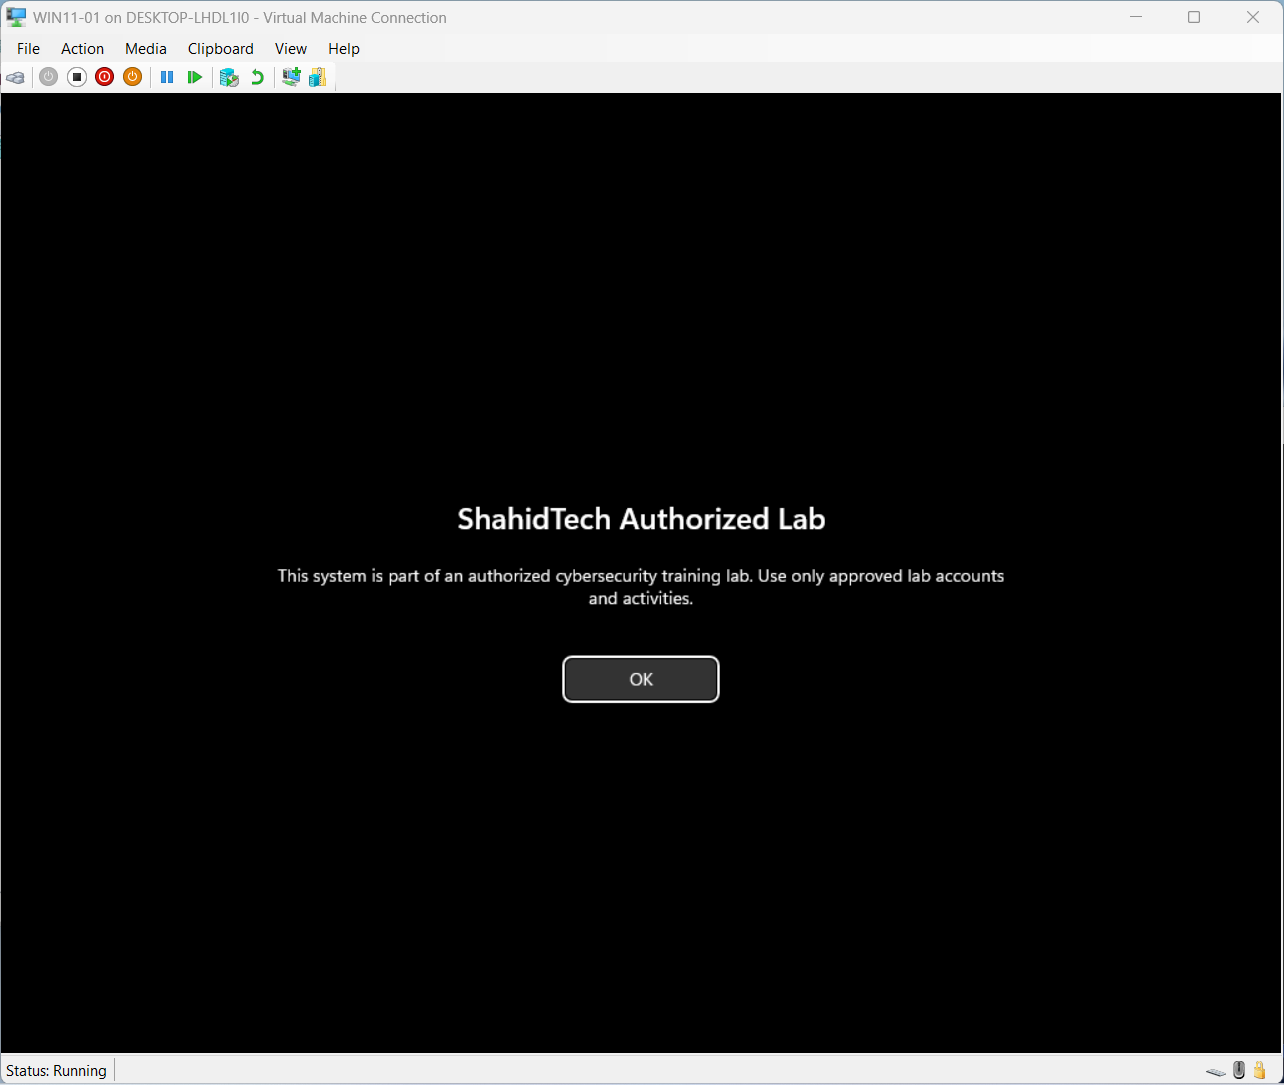 WIN11-01 on DESKTOP-LHDL1I0 - Virtual Machine Connection
File Action Media Clipboard View Help
ShahidTech Authorized Lab
This system is part of an authorized cybersecurity training lab. Use only approved lab accounts
and activities.
OK
Status: Running